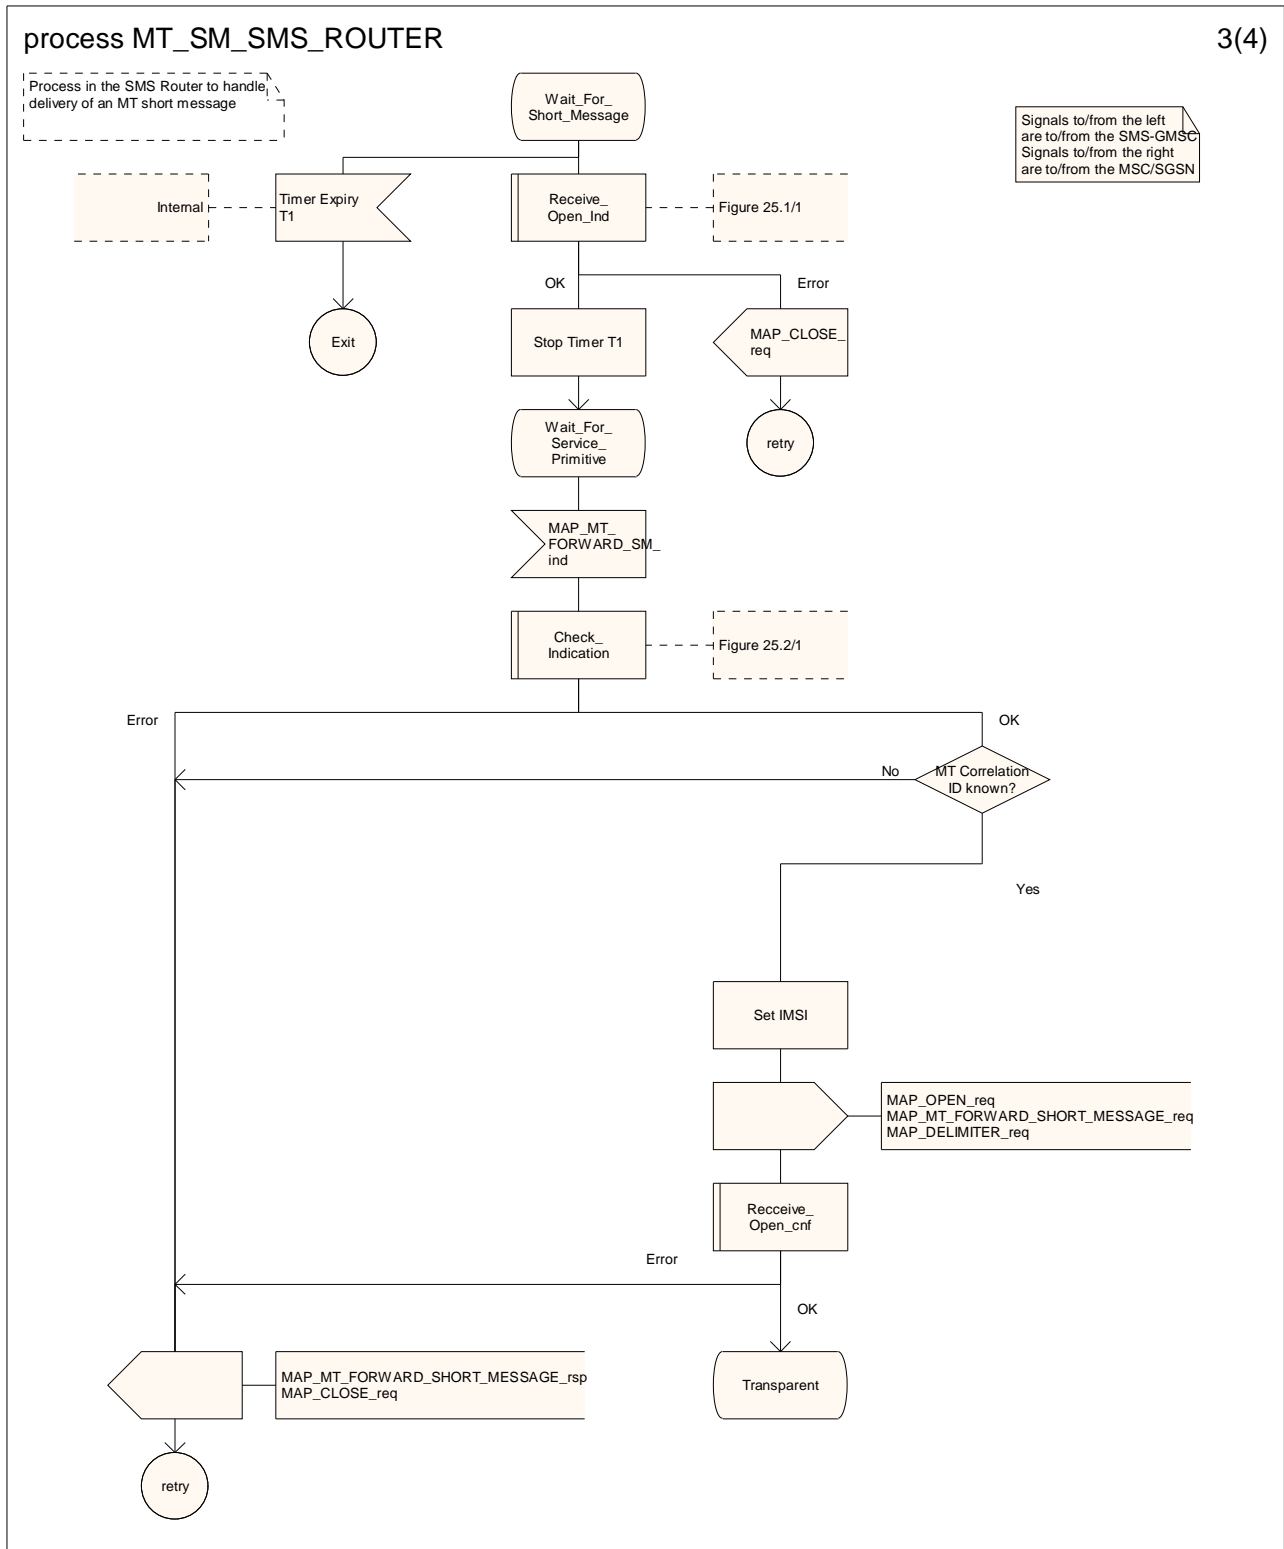 process MT_SM_SMS_ROUTER
3(4)
Process in the SMS Router to handle
delivery of an MT short message
Wait_For_
Short_Message
Signals to/from the left
are to/from the SMS-GMSC
Signals to/from the right
are to/from the MSC/SGSN
Internal
Timer Expiry
T1
Receive_
Open_Ind
Figure 25.1/1
OK
Error
Exit
Stop Timer T1
MAP_CLOSE_
req
Wait_For_
Service_
Primitive
retry
MAP_MT_
FORWARD_SM_
ind
Check_
Indication
Figure 25.2/1
Error
OK
No
MT Correlation
ID known?
Yes
Set IMSI
MAP_OPEN_req
MAP_MT_FORWARD_SHORT_MESSAGE_req
MAP_DELIMITER_req
Recceive_
Open_cnf
Error
OK
MAP_MT_FORWARD_SHORT_MESSAGE_rsp
MAP_CLOSE_req
Transparent
retry